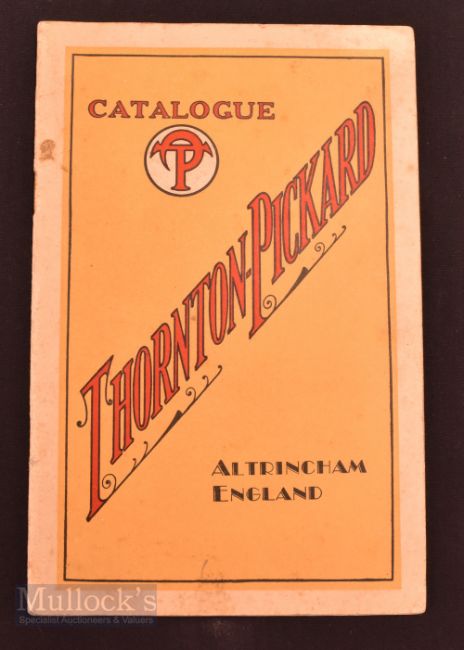 CATALOGUE
TP
THORNTON-PICKARD
ALTRINCHAM
ENGLAND
Mullock's
Specialist Auctioneers & Valuers